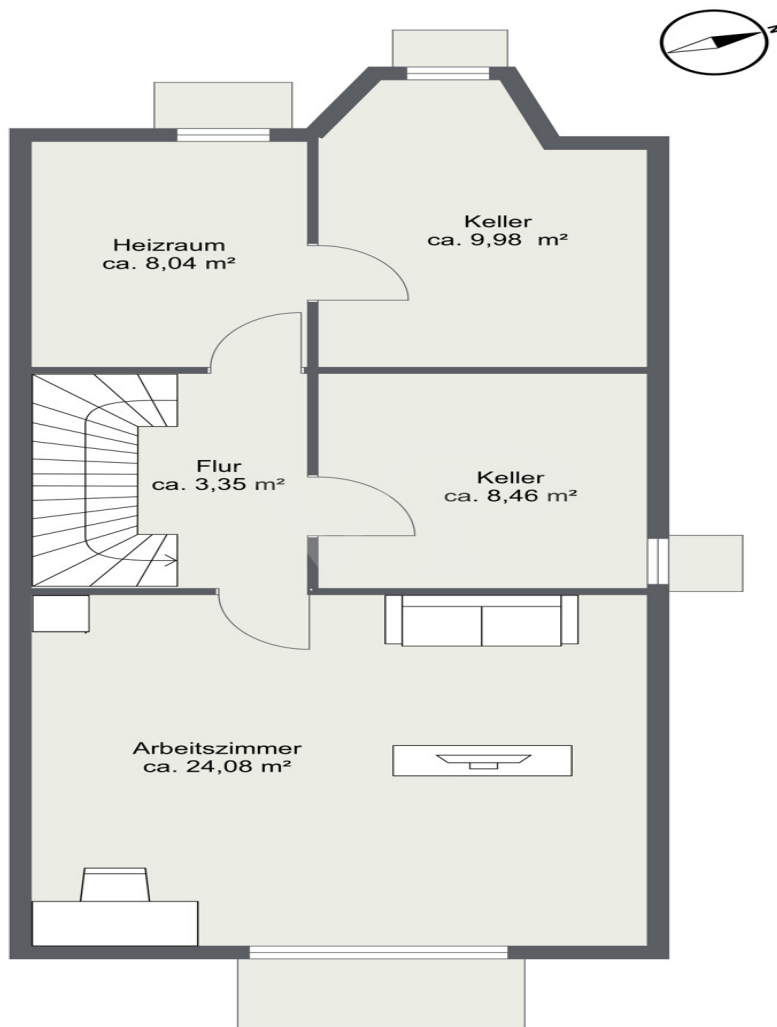 N
Keller
ca. 9,98 m²
Heizraum
ca. 8,04 m²
Flur
ca. 3,35 m²
Keller
ca. 8,46 m²
Arbeitszimmer
ca. 24,08 m²